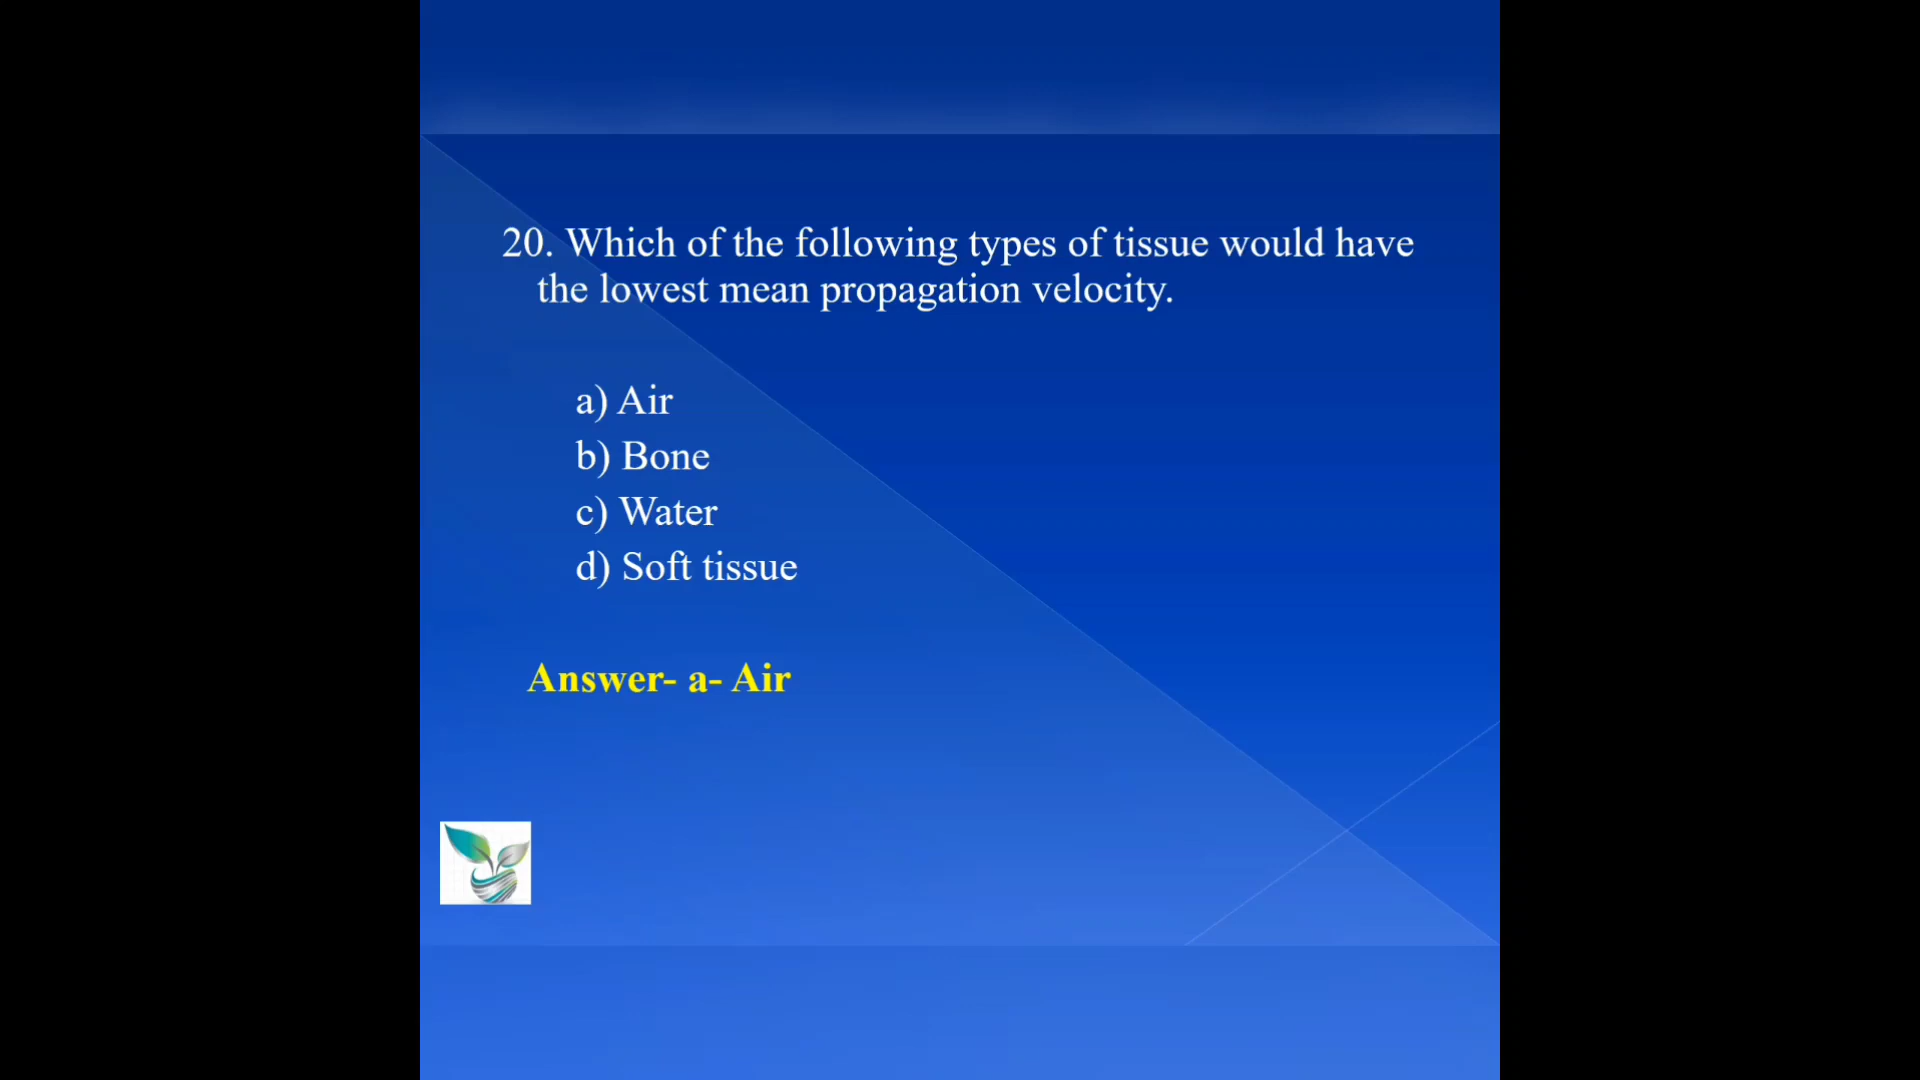 20. Which of the following types of tissue would have
the lowest mean propagation velocity.
a) Air
b) Bone
c) Water
d) Soft tissue
Answer- a- Air